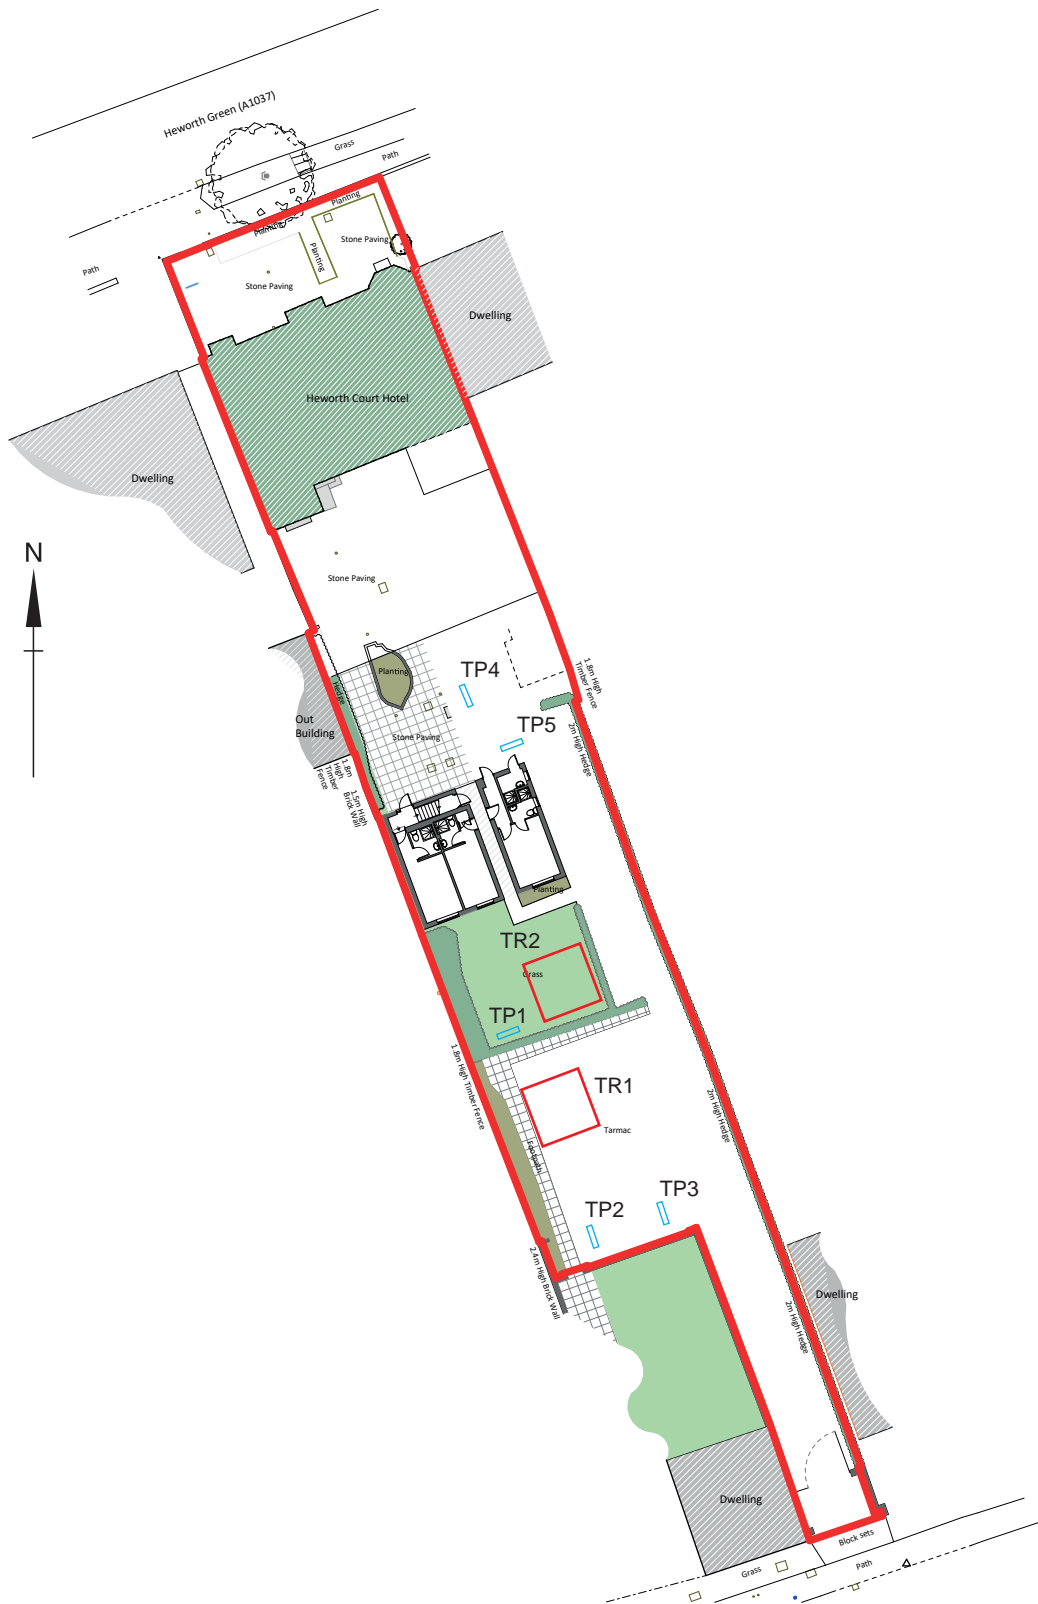 Heworth Green (A1037)
Grass
Path
Planting
Planting
Planting
Stone Paving
Path
Stone Paving
Dwelling
Heworth Court Hotel
Dwelling
N
Stone Paving
Hedge
Planting
TP4
1.8m High
Timber Fence
Out
Building
Stone Paving
TP5
2m High Hedge
1.8m
High
Timber
Fence
1.5m High
Brick Wall
Planting
TR2
Grass
TP1
1.8m High Timber Fence
TR1
Tarmac
2m High Hedge
Footpath
TP2
TP3
2.4m High Brick Wall
Dwelling
2m High Hedge
Dwelling
Block sets
Grass
Path